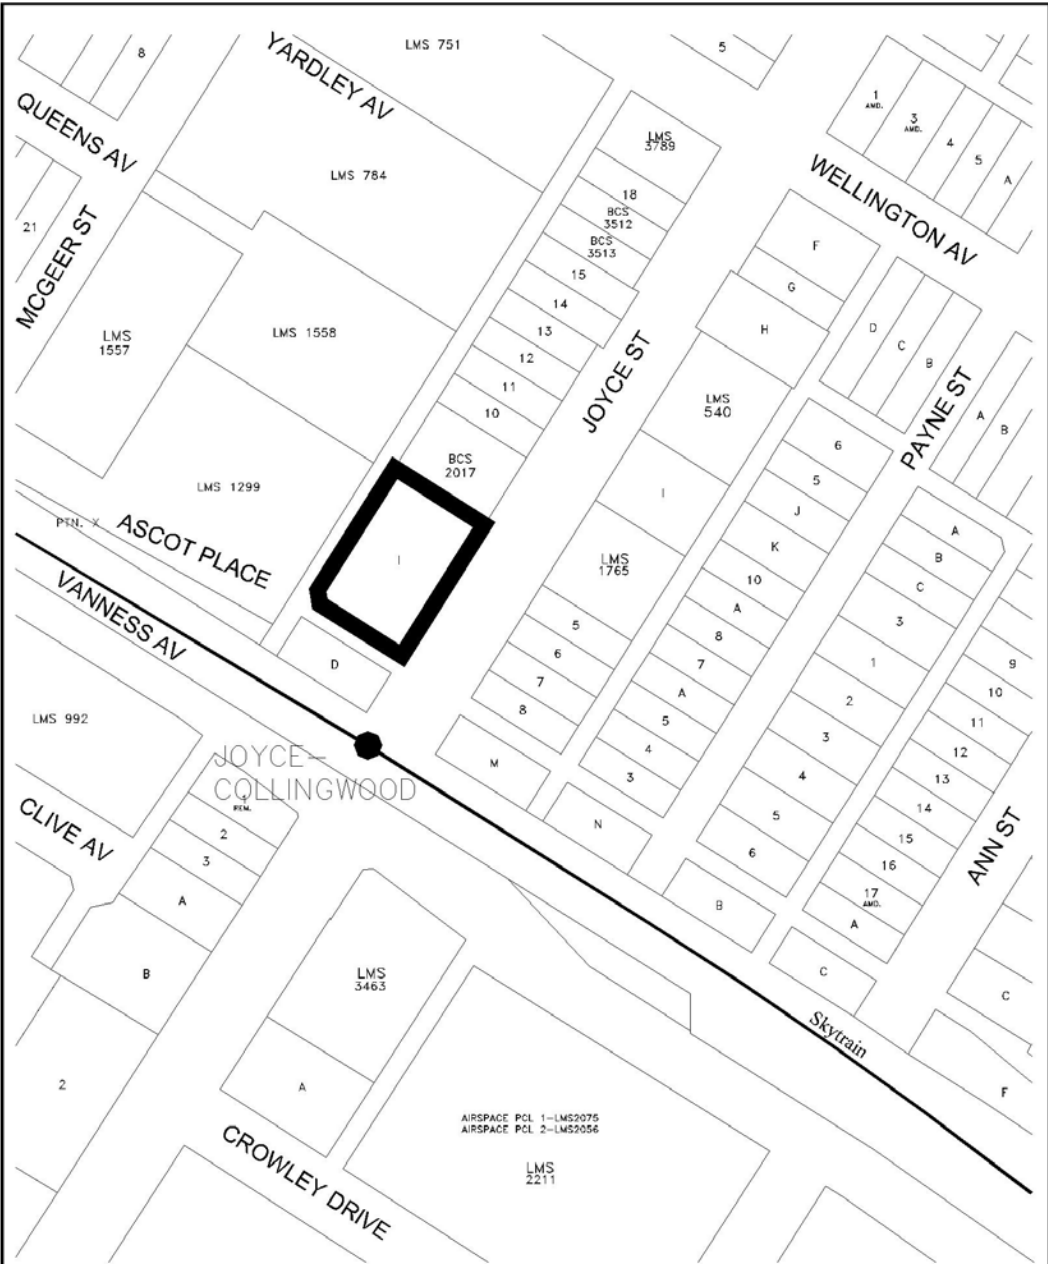 8
YARDLEY AV
LMS 751
5
QUEENS AV
1
AMD.
3
AMD.
4
5
A
LMS
3789
WELLINGTON AV
LMS 784
18
BCS
3512
BCS
3513
21
MCGEER ST
15
14
13
12
11
10
F
G
H
D
C
B
LMS
1557
LMS 1558
JOYCE ST
LMS
540
PAYNE ST
A
B
BCS
2017
LMS 1299
PTN. X
ASCOT PLACE
1
I
LMS
1765
6
5
J
K
10
A
8
7
A
5
4
3
A
B
C
3
1
2
3
4
5
6
VANNESS AV
D
5
6
7
8
9
10
11
12
13
14
15
16
17
AMD.
A
LMS 992
JOYCE-
COLLINGWOOD
M
N
B
C
ANN ST
CLIVE AV
1
REM.
2
3
A
B
LMS
3463
A
2
Skytrain
C
F
AIRSPACE PCL 1-LMS2075
AIRSPACE PCL 2-LMS2056
LMS
2211
CROWLEY DRIVE